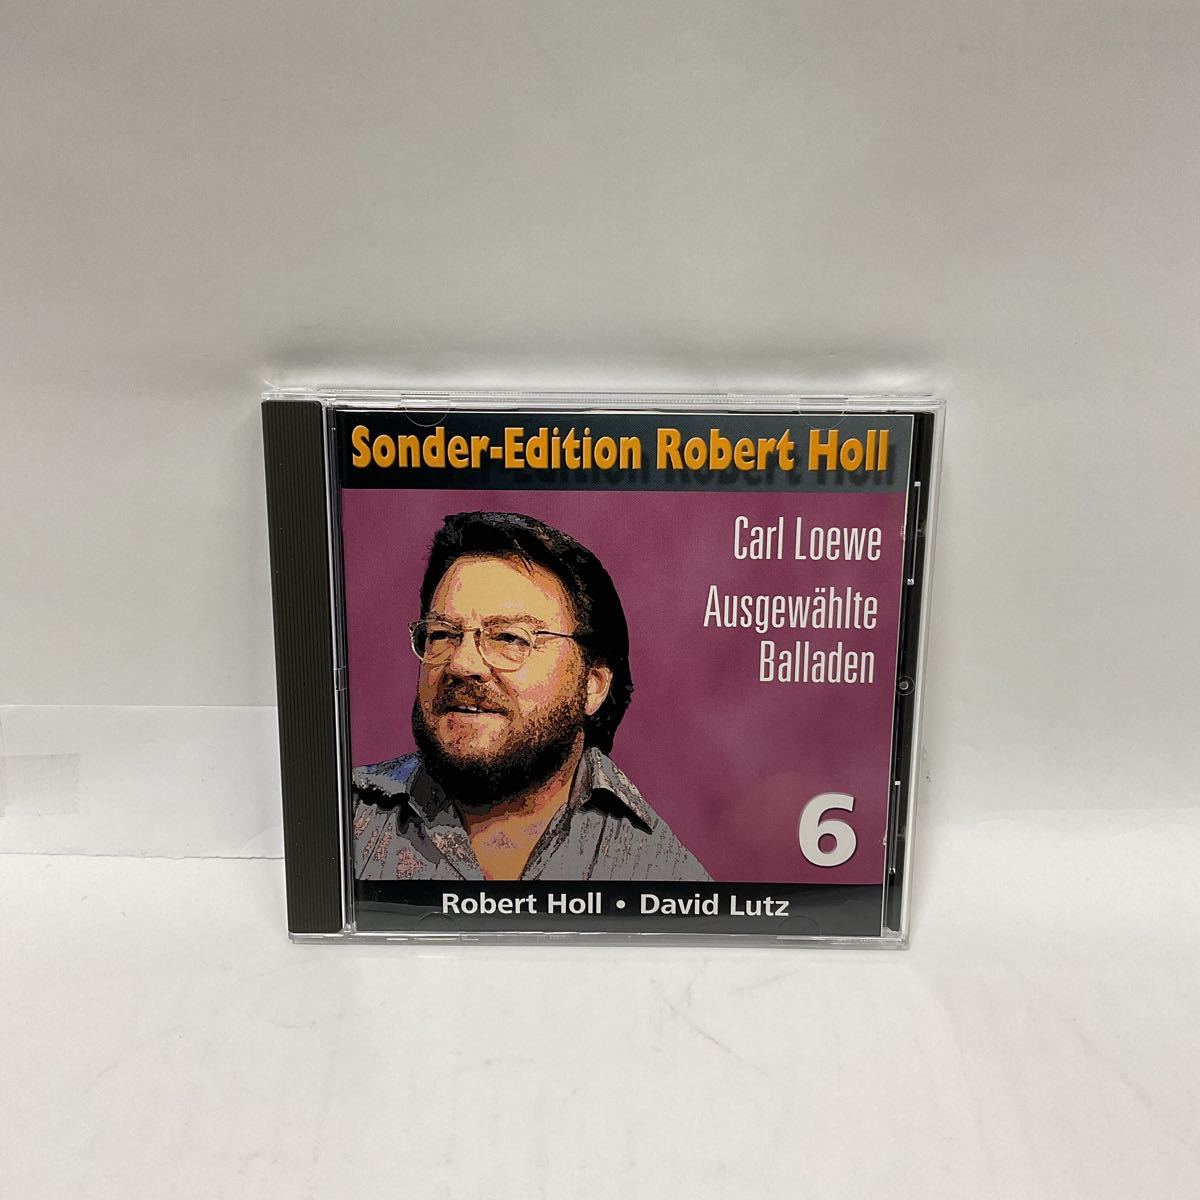 Sonder-Edition Robert Holl
Carl Loewe
Ausgewählte
Balladen
6
Robert Holl • David Lutz